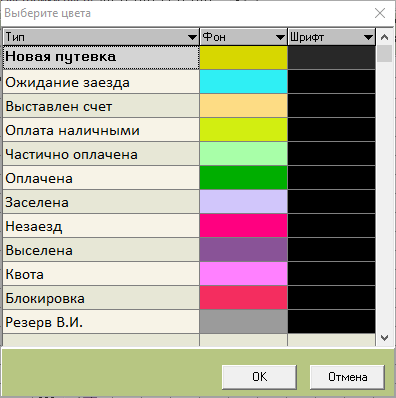 Выберите цвета
Тип Фон Шрифт
Новая путевка
Ожидание заезда
Выставлен счет
Оплата наличными
Частично оплачена
Оплачена
Заселена
Незаезд
Выселена
Квота
Блокировка
Резерв В.И.
OK Отмена